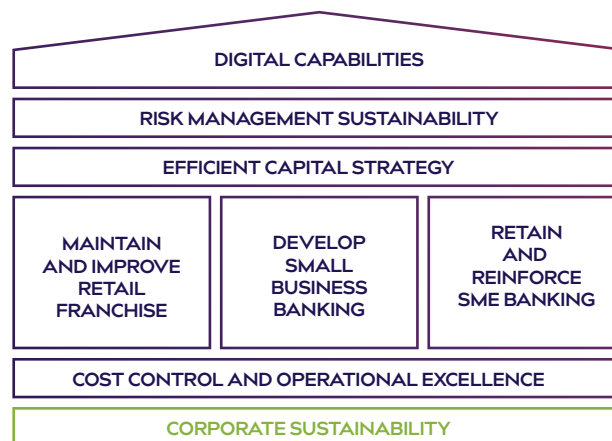 DIGITAL CAPABILITIES
RISK MANAGEMENT SUSTAINABILITY
EFFICIENT CAPITAL STRATEGY
MAINTAIN
AND IMPROVE
RETAIL
FRANCHISE
DEVELOP
SMALL
BUSINESS
BANKING
RETAIN
AND
REINFORCE
SME BANKING
COST CONTROL AND OPERATIONAL EXCELLENCE
CORPORATE SUSTAINABILITY